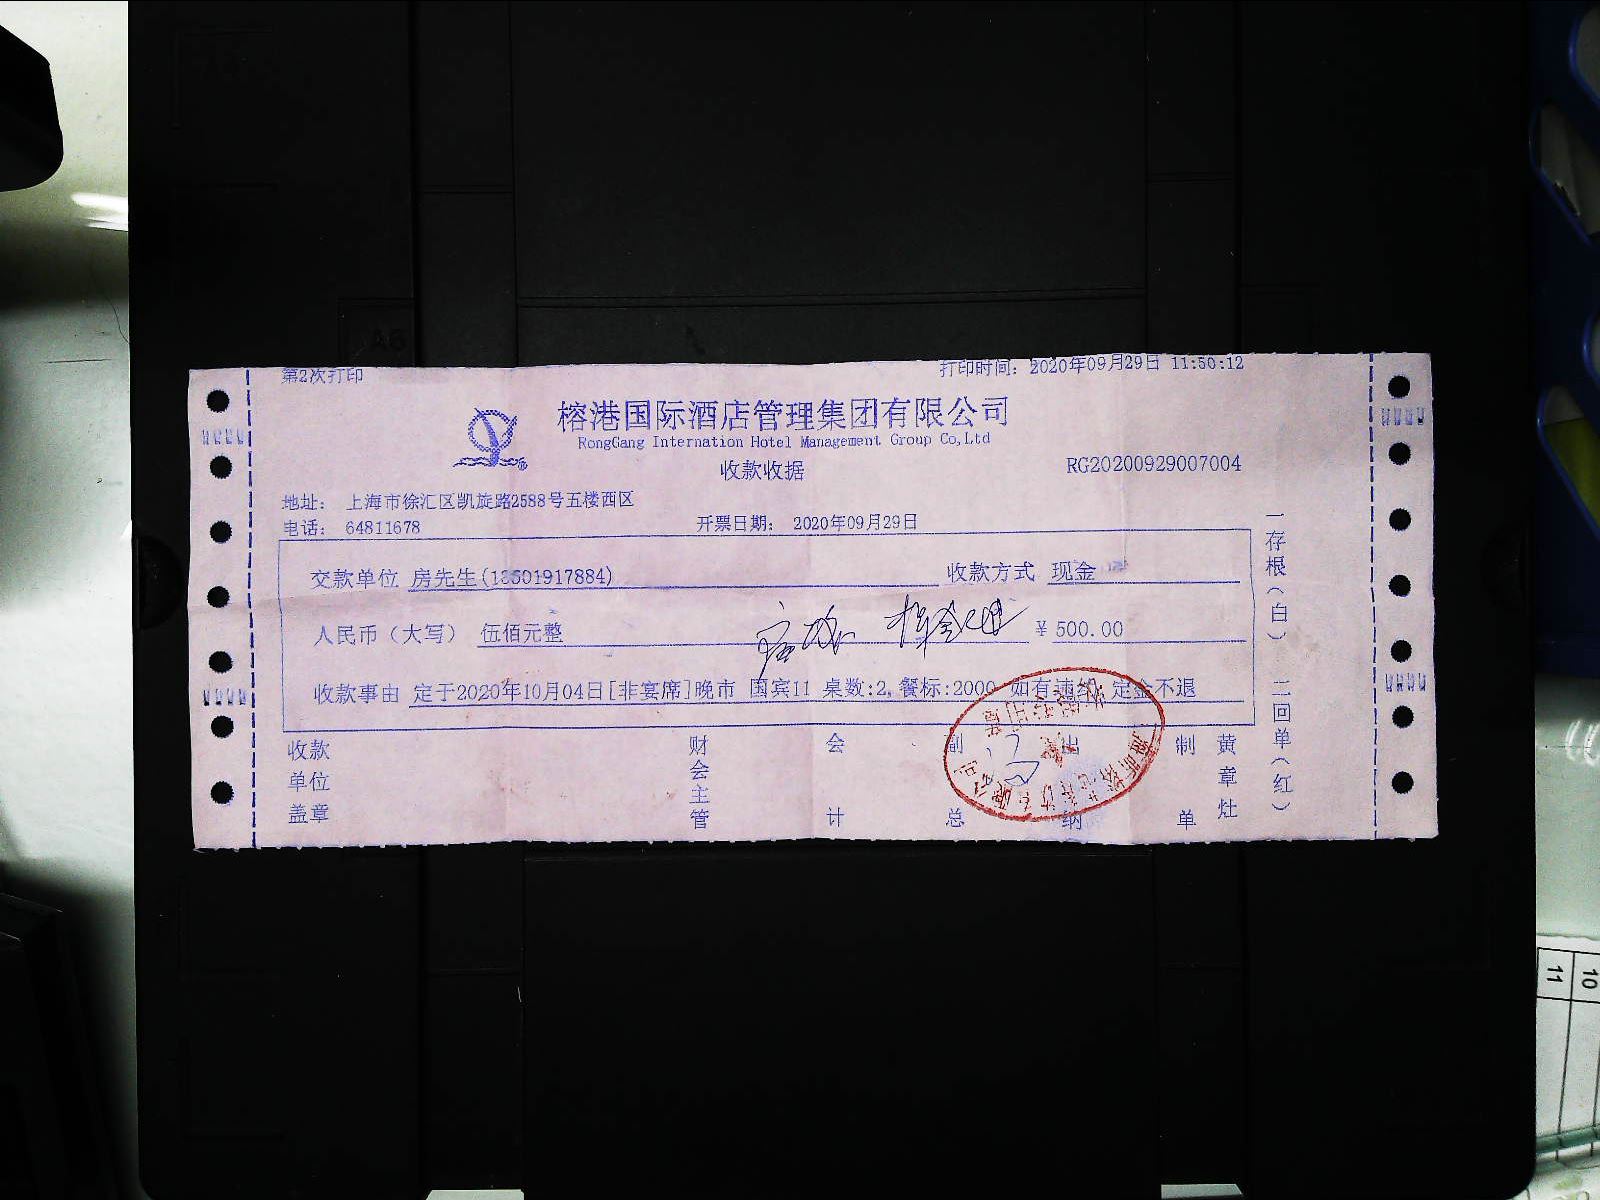 第2次打印
打印时间: 2020年09月29日 11:50:12
榕港国际酒店管理集团有限公司
RongGang Internation Hotel Management Group Co,Ltd
收款收据
RG20200929007004
地址: 上海市徐汇区凯旋路2588号五楼西区
电话: 64811678
开票日期: 2020年09月29日
交款单位 房先生(13501917884)
收款方式 现金
人民币（大写） 伍佰元整
¥ 500.00
收款事由 定于2020年10月04日[非宴席]晚市 国宾11 桌数:2,餐标:2000 如有违约 定金不退
收款单位盖章
财会主管
会计
副总
出纳
制单
黄章灶
一存根(白) 二回单(红)
A6
11
10